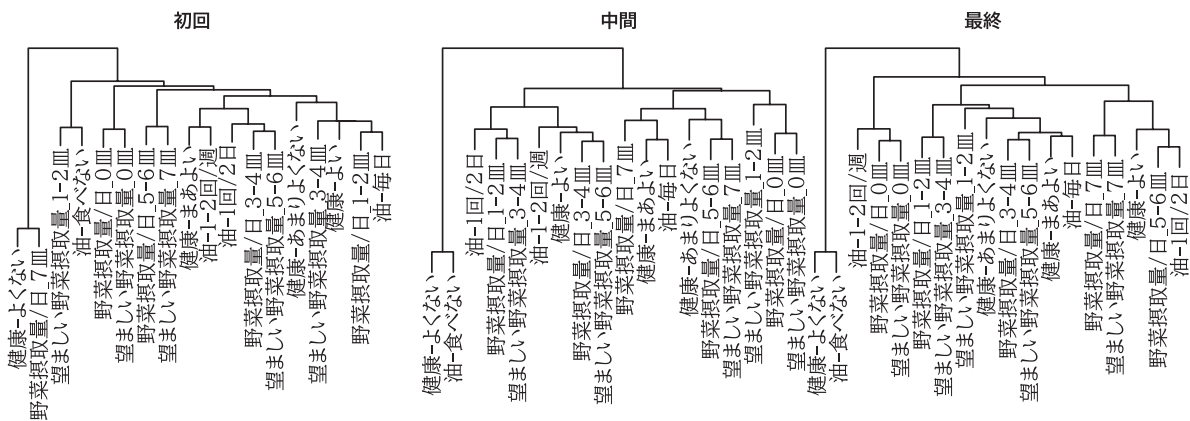 初回
健康-よくない
野菜摂取量/日_7皿
望ましい野菜摂取量_1-2皿
油-食べない
野菜摂取量/日_0皿
望ましい野菜摂取量_0皿
野菜摂取量/日_5-6皿
望ましい野菜摂取量_7皿
健康-まあよい
油-1-2回/週
油-1回/2日
野菜摂取量/日_3-4皿
望ましい野菜摂取量_5-6皿
健康-あまりよくない
望ましい野菜摂取量_3-4皿
健康-よい
野菜摂取量/日_1-2皿
油-毎日
中間
健康-よくない
油-食べない
油-1回/2日
野菜摂取量/日_1-2皿
望ましい野菜摂取量_3-4皿
油-1-2回/週
健康-よい
野菜摂取量/日_3-4皿
望ましい野菜摂取量_5-6皿
野菜摂取量/日_7皿
健康-まあよい
油-毎日
健康-あまりよくない
野菜摂取量/日_5-6皿
望ましい野菜摂取量_7皿
望ましい野菜摂取量_1-2皿
野菜摂取量/日_0皿
望ましい野菜摂取量_0皿
最終
健康-よくない
油-食べない
油-1-2回/週
野菜摂取量/日_0皿
望ましい野菜摂取量_0皿
野菜摂取量/日_1-2皿
望ましい野菜摂取量_3-4皿
望ましい野菜摂取量_1-2皿
健康-あまりよくない
野菜摂取量/日_3-4皿
望ましい野菜摂取量_5-6皿
健康-まあよい
油-毎日
野菜摂取量/日_7皿
望ましい野菜摂取量_7皿
健康-よい
野菜摂取量/日_5-6皿
油-1回/2日